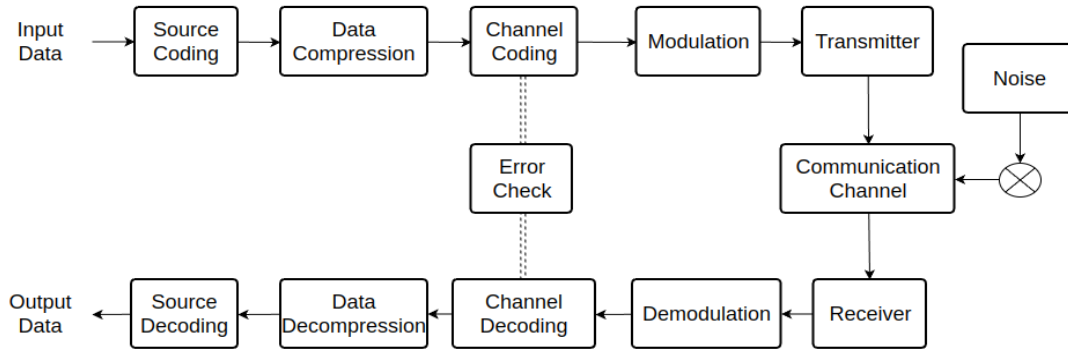 Input
Data
Source
Coding
Data
Compression
Channel
Coding
Modulation
Transmitter
Noise
Error
Check
Communication
Channel
Output
Data
Source
Decoding
Data
Decompression
Channel
Decoding
Demodulation
Receiver